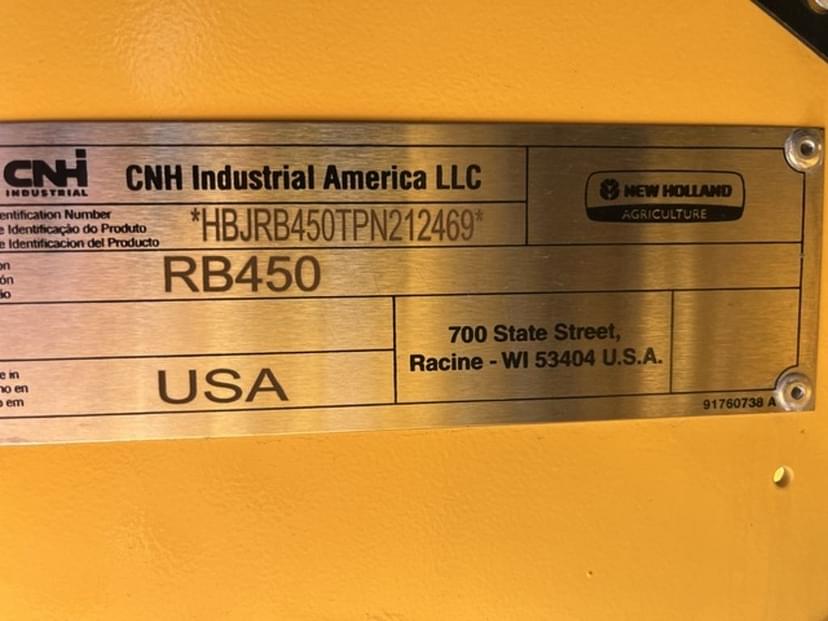 CNH INDUSTRIAL
CNH Industrial America LLC
NEW HOLLAND
AGRICULTURE
entification Number
e Identificação do Produto
e Identificacion del Producto
*HBJRB450TPN212469*
on
ón
ão
RB450
700 State Street,
Racine - WI 53404 U.S.A.
e in
no en
o em
USA
91760738 A